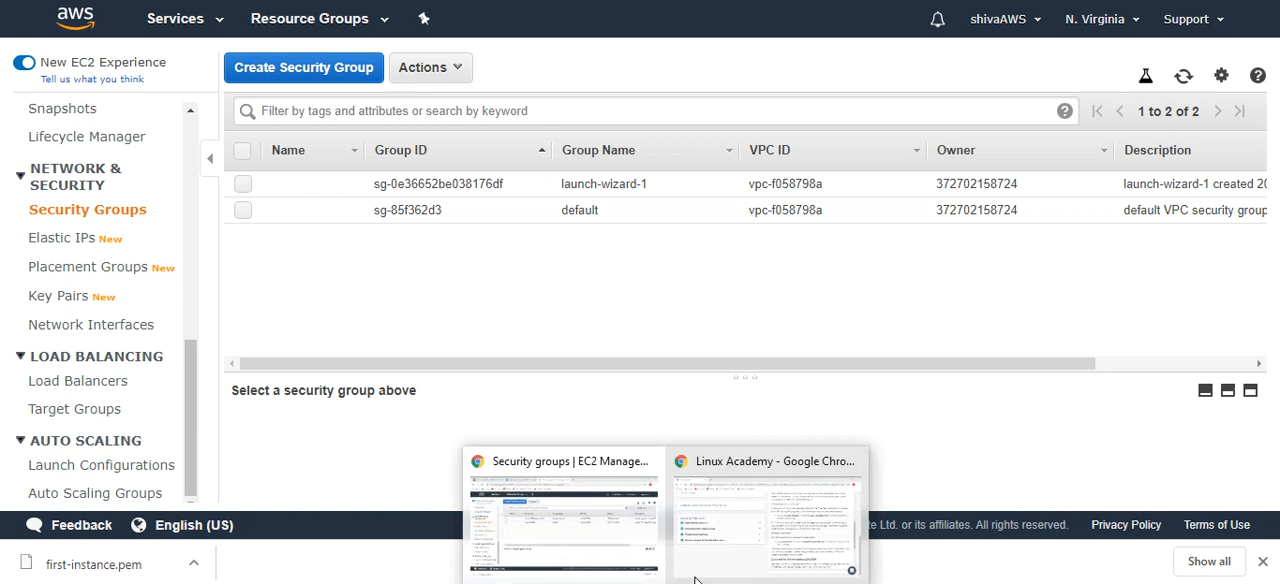 aws Services Resource Groups shivaAWS N. Virginia Support
New EC2 Experience
Tell us what you think
Snapshots
Lifecycle Manager
NETWORK &
SECURITY
Security Groups
Elastic IPs New
Placement Groups New
Key Pairs New
Network Interfaces
LOAD BALANCING
Load Balancers
Target Groups
AUTO SCALING
Launch Configurations
Auto Scaling Groups
Create Security Group Actions
Filter by tags and attributes or search by keyword 1 to 2 of 2
Name Group ID Group Name VPC ID Owner Description
sg-0e36652be038176df launch-wizard-1 vpc-f058798a 372702158724 launch-wizard-1 created 20
sg-85f362d3 default vpc-f058798a 372702158724 default VPC security group
Select a security group above
Security groups | EC2 Manage... Linux Academy - Google Chro...
Feedback English (US) te Ltd. or its affiliates. All rights reserved. Privacy Policy Terms of Use
first-instance.pem Show all